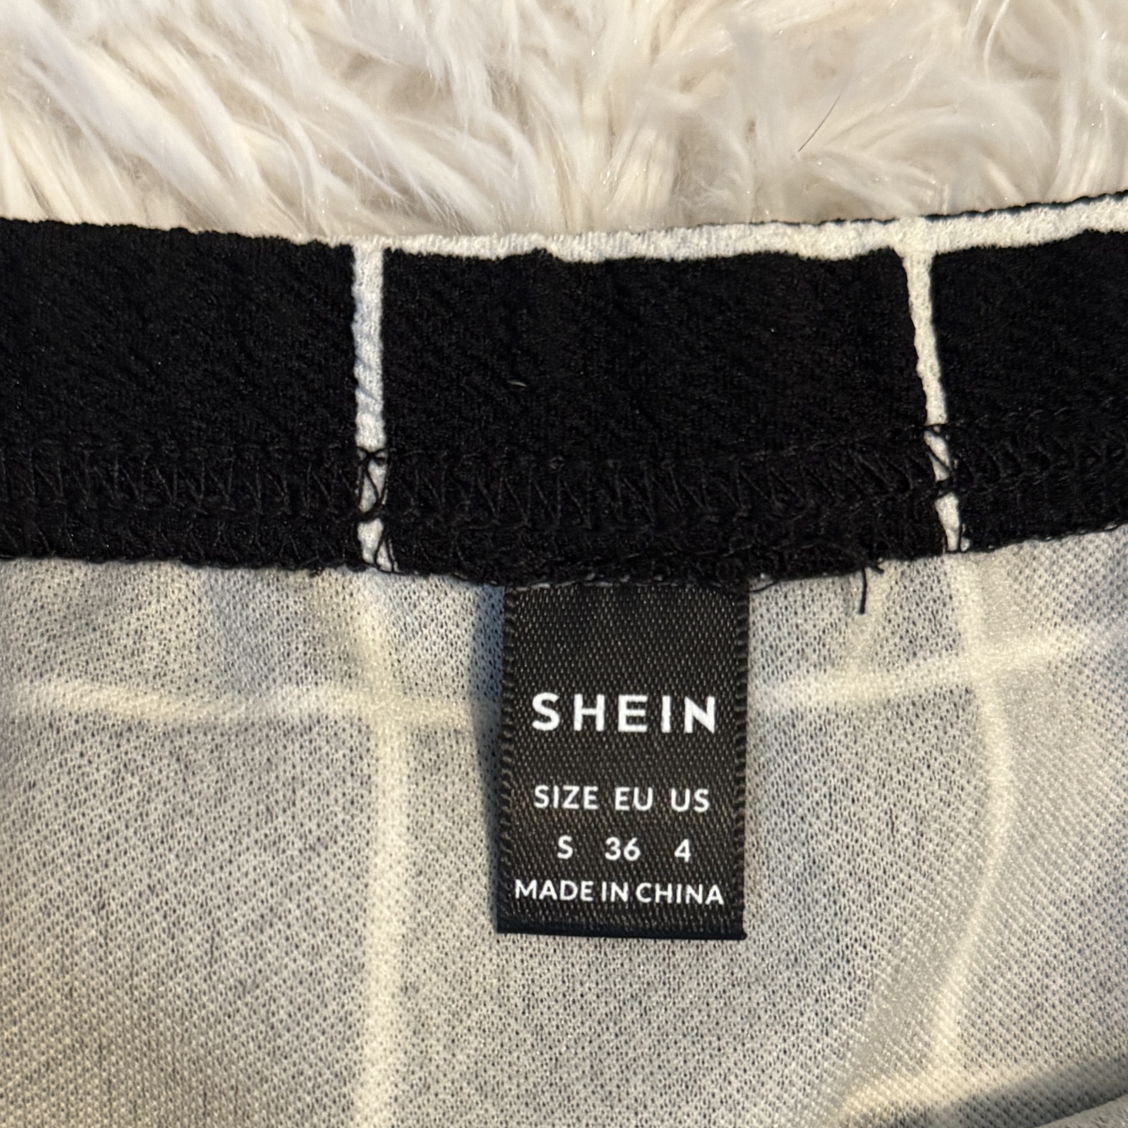 SHEIN
SIZE EU US
S 36 4
MADE IN CHINA